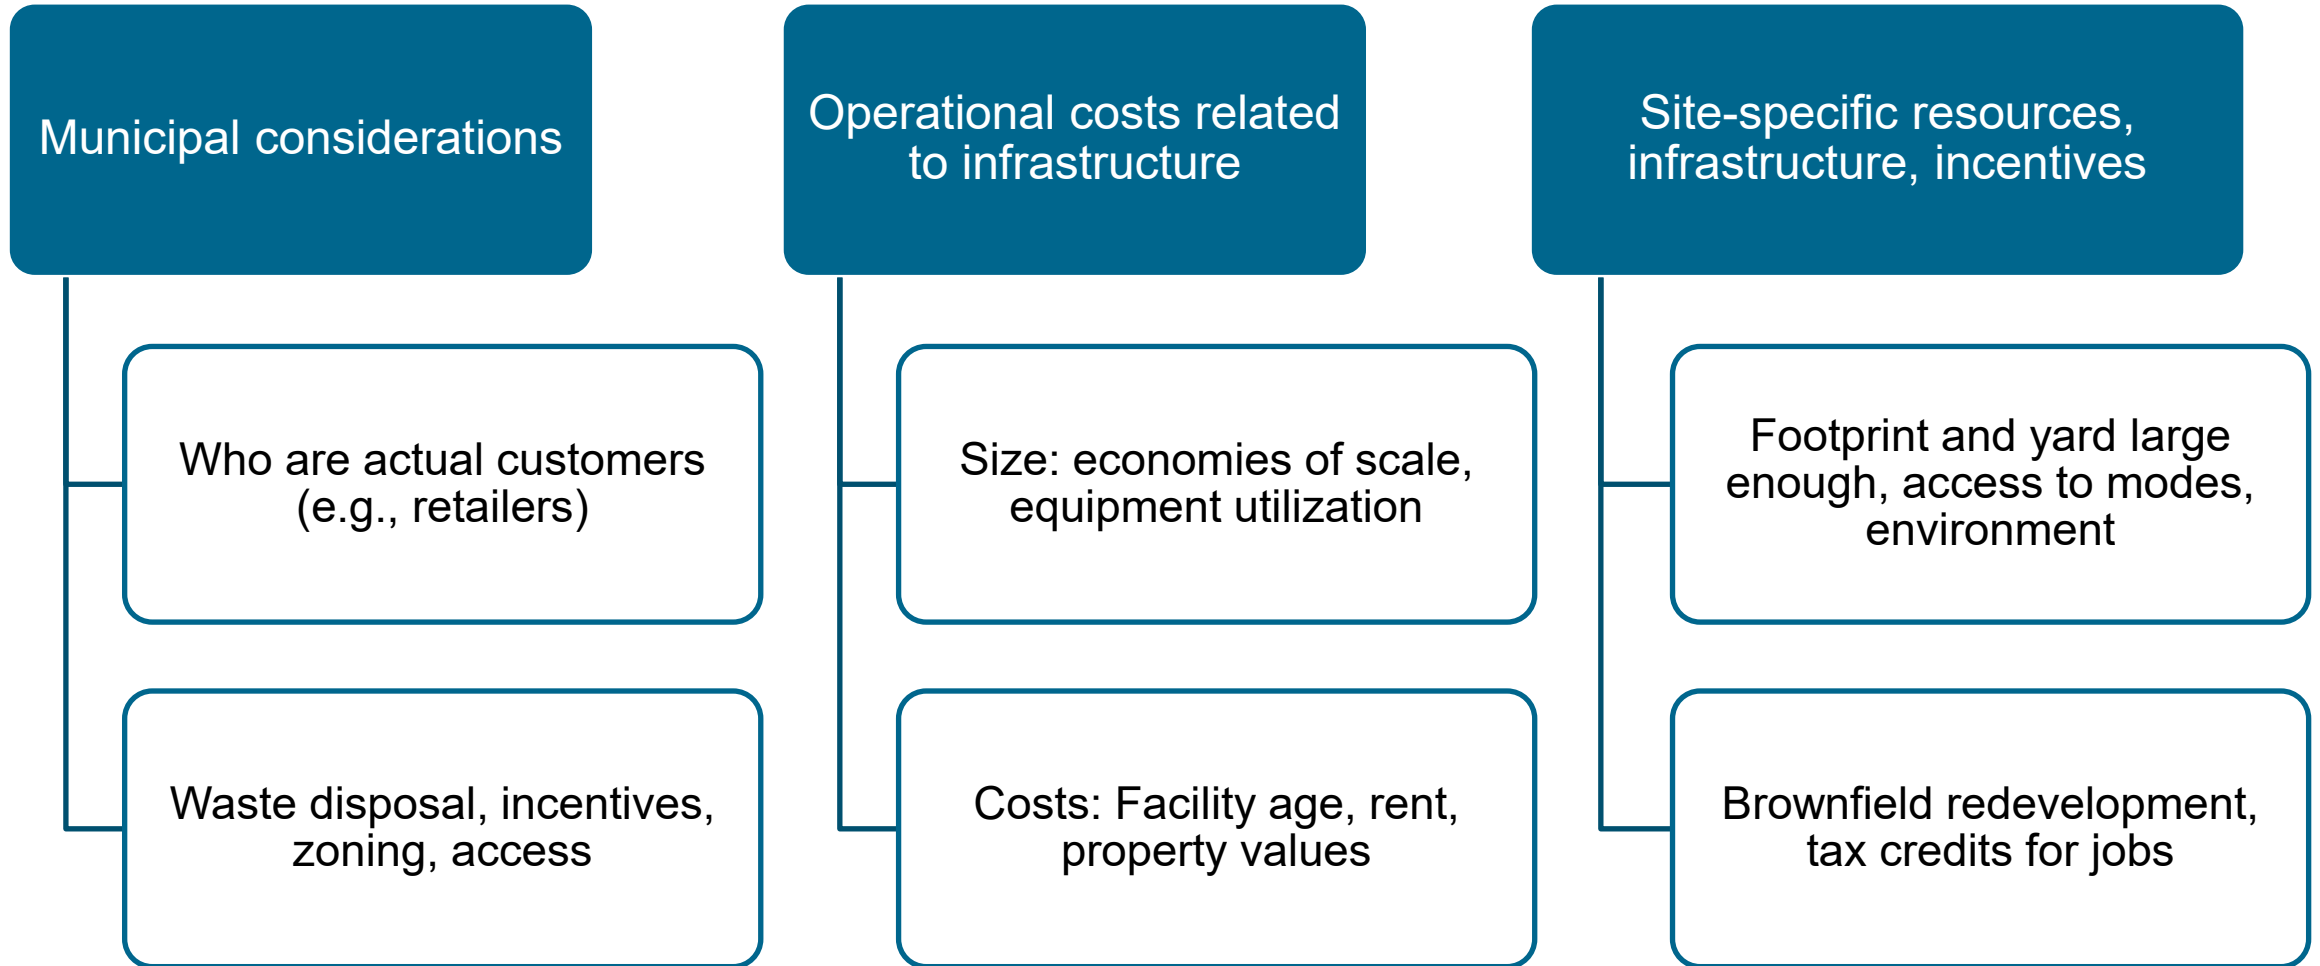 Municipal considerations
Who are actual customers
(e.g., retailers)
Waste disposal, incentives,
zoning, access
Operational costs related
to infrastructure
Size: economies of scale,
equipment utilization
Costs: Facility age, rent,
property values
Site-specific resources,
infrastructure, incentives
Footprint and yard large
enough, access to modes,
environment
Brownfield redevelopment,
tax credits for jobs